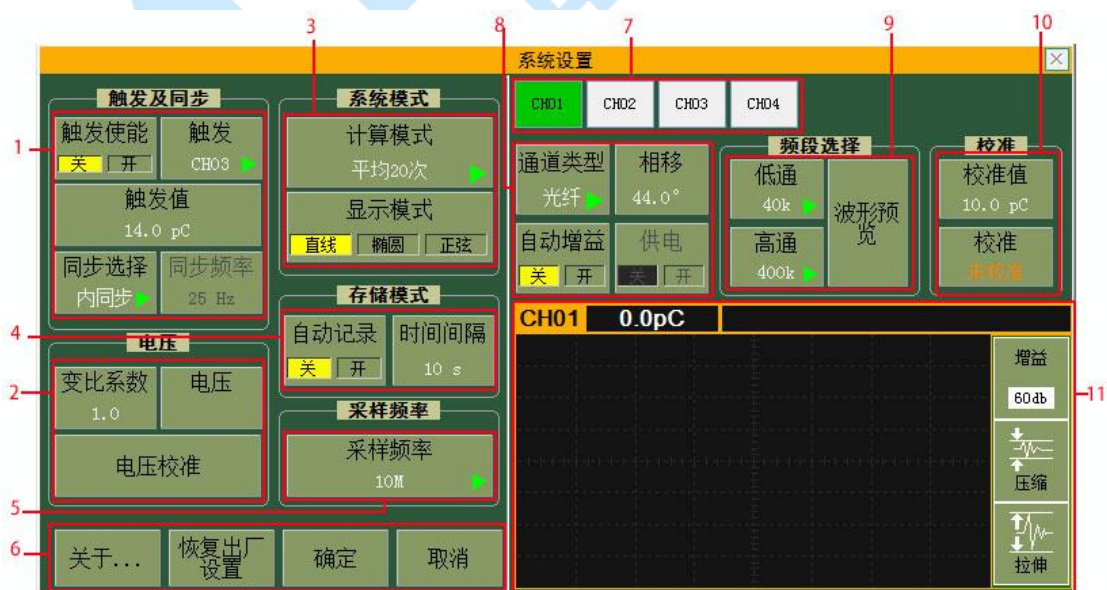 3
8
7
9
10
系统设置
触发及同步
系统模式
CH01 CH02 CH03 CH04
1
触发使能
触发
关 开
CH03
触发值
14.0 pC
同步选择
同步频率
内同步
25 Hz
计算模式
平均20次
显示模式
直线 椭圆 正弦
通道类型
相移
光纤
44.0°
自动增益
供电
关 开
关 开
频段选择
低通
40k
高通
400k
波形预
览
校准
校准值
10.0 pC
校准
未校准
4
存储模式
自动记录
时间间隔
关 开
10 s
电压
2
变比系数
电压
1.0
电压校准
采样频率
采样频率
10M
5
6
关于...
恢复出厂
设置
确定
取消
CH01 0.0pC
增益
60db
11
压缩
拉伸